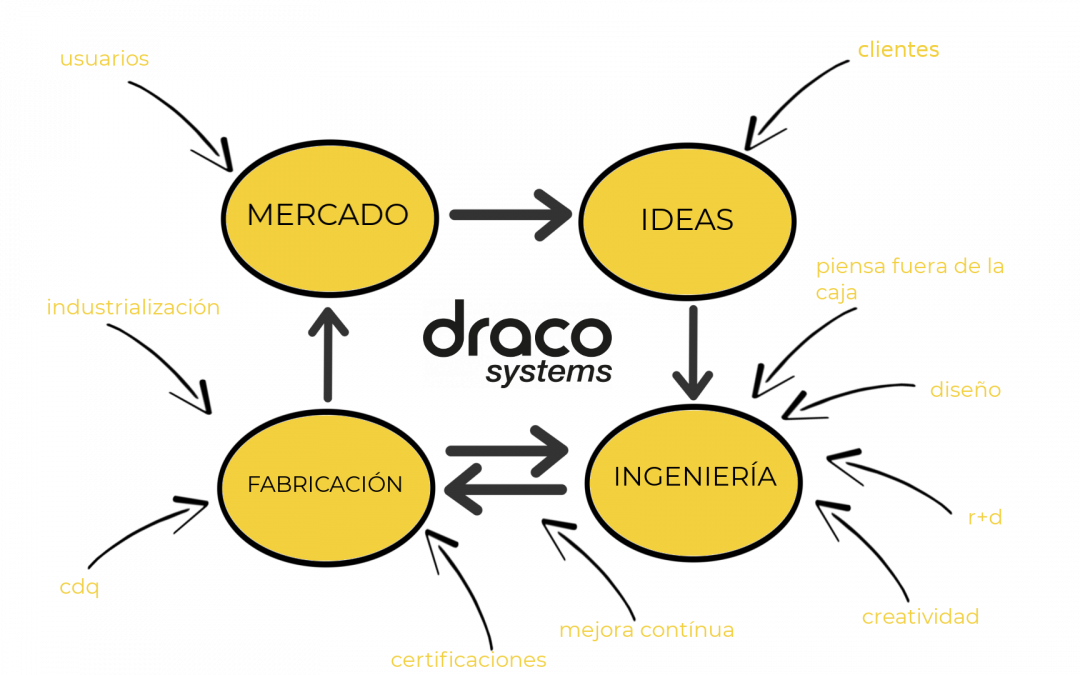 usuarios
clientes
MERCADO
IDEAS
piensa fuera de la
caja
industrialización
draco
systems
diseño
FABRICACIÓN
INGENIERÍA
r+d
cdq
creatividad
mejora contínua
certificaciones